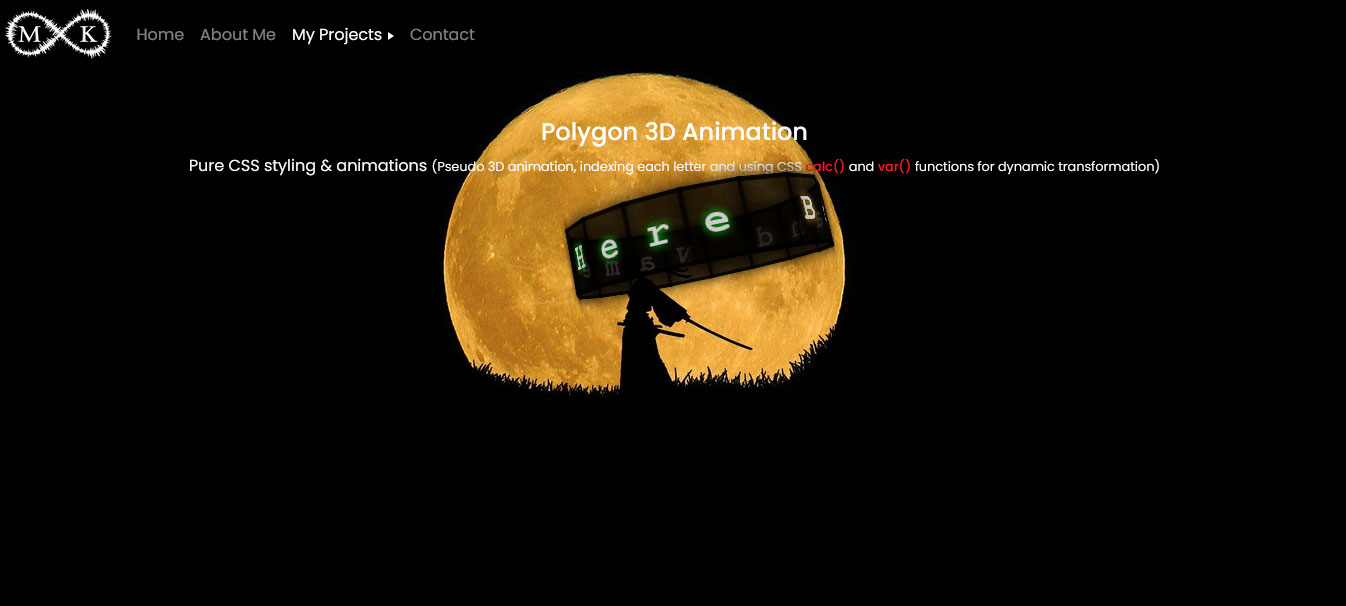 M K
Home About Me My Projects Contact
Polygon 3D Animation
Pure CSS styling & animations (Pseudo 3D animation, indexing each letter and using CSS calc() and var() functions for dynamic transformation)
Here B